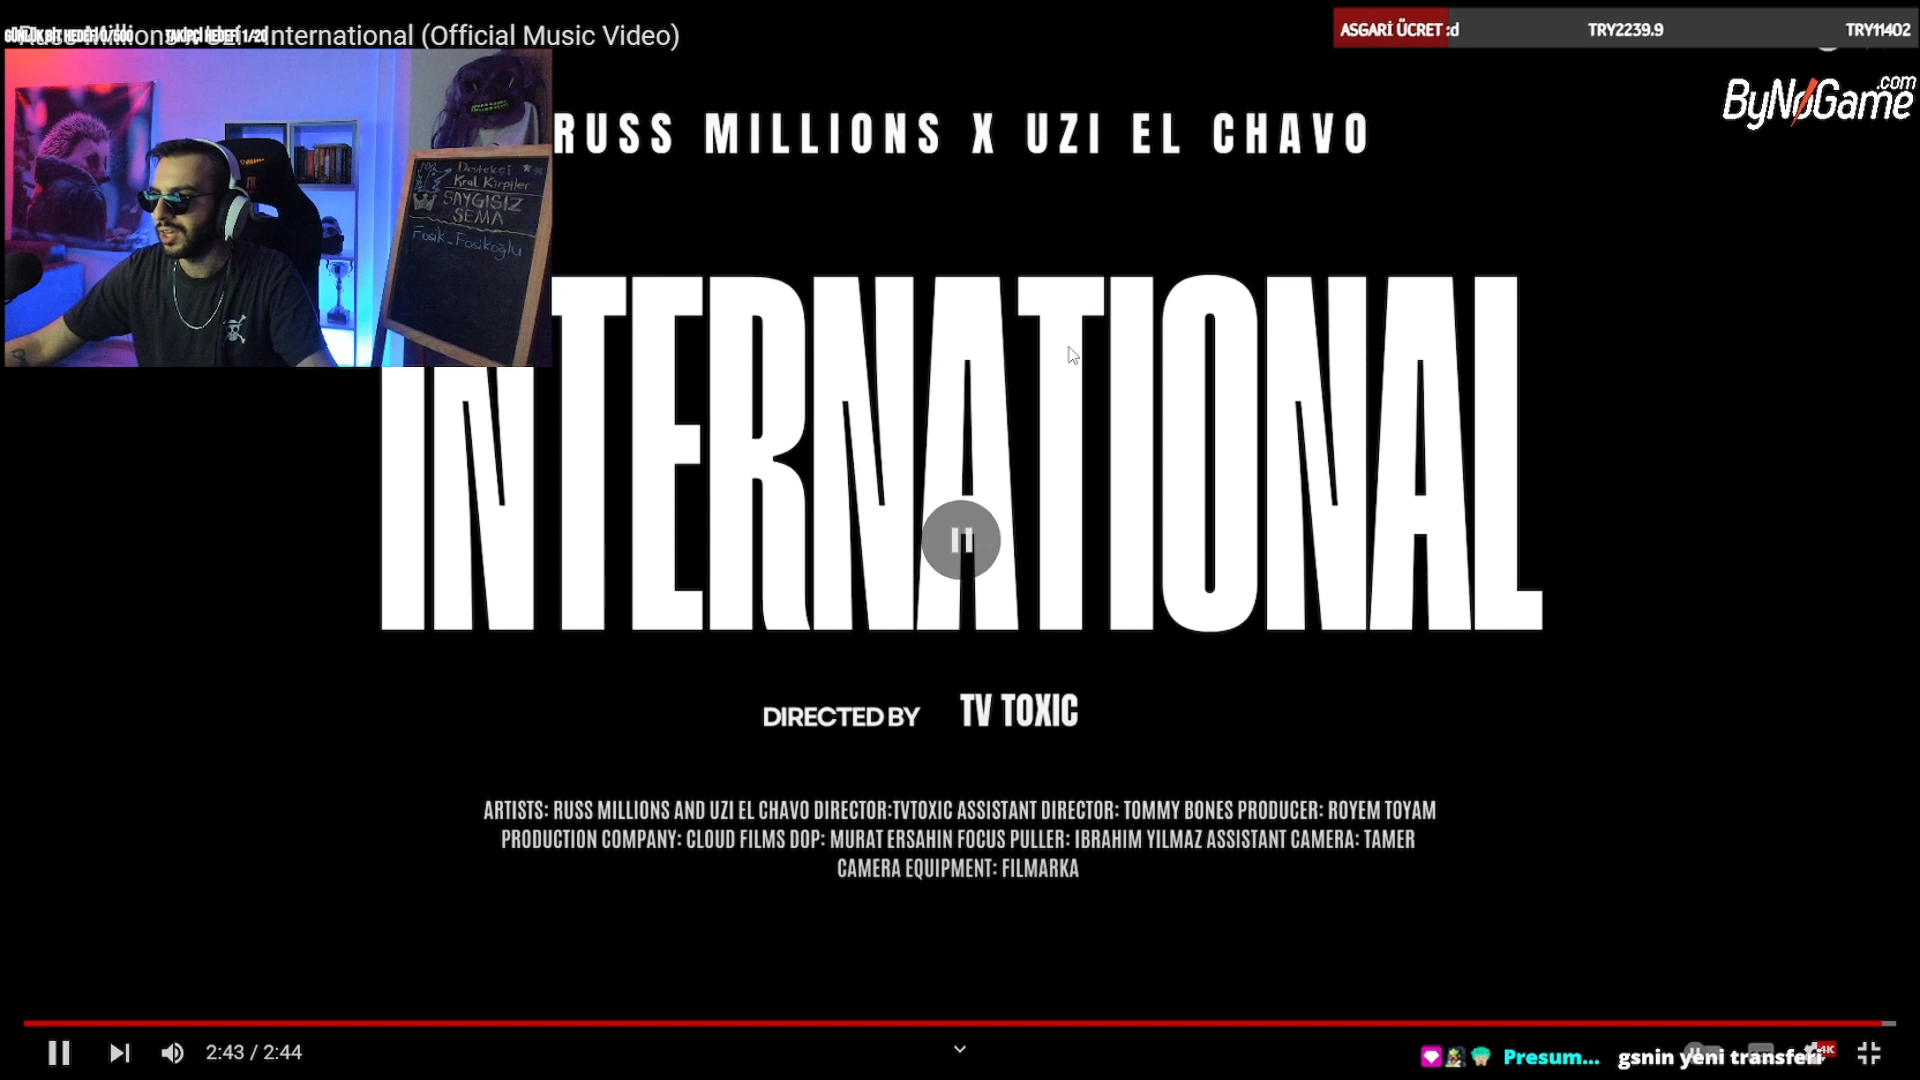 International (Official Music Video)
ASGARİ ÜCRET :d TRY2239.9 TRY11402
ByNoGame.com
RUSS MILLIONS X UZI EL CHAVO
Destekçi
Kral Kirpiler
SAYGISIZ
SEMA
Fosik_Fosikoğlu
INTERNATIONAL
DIRECTED BY TV TOXIC
ARTISTS: RUSS MILLIONS AND UZI EL CHAVO DIRECTOR:TVTOXIC ASSISTANT DIRECTOR: TOMMY BONES PRODUCER: ROYEM TOYAM
PRODUCTION COMPANY: CLOUD FILMS DOP: MURAT ERSAHIN FOCUS PULLER: IBRAHIM YILMAZ ASSISTANT CAMERA: TAMER
CAMERA EQUIPMENT: FILMARKA
2:43 / 2:44
Presum... gsnin yeni transferi
4K